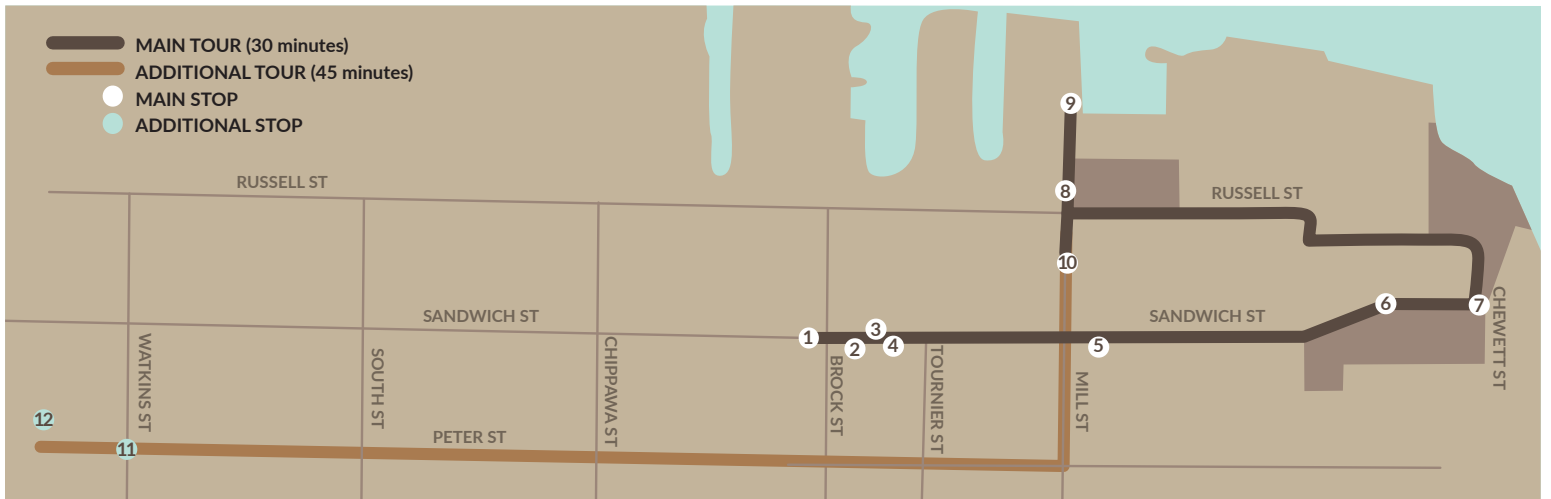 MAIN TOUR (30 minutes)
ADDITIONAL TOUR (45 minutes)
MAIN STOP
ADDITIONAL STOP
9
RUSSELL ST
8
RUSSELL ST
10
SANDWICH ST
SANDWICH ST
6
7
CHEWETT ST
1
2
3
4
5
WATKINS ST
SOUTH ST
CHIPPAWA ST
BROCK ST
TOURNIER ST
MILL ST
12
11
PETER ST